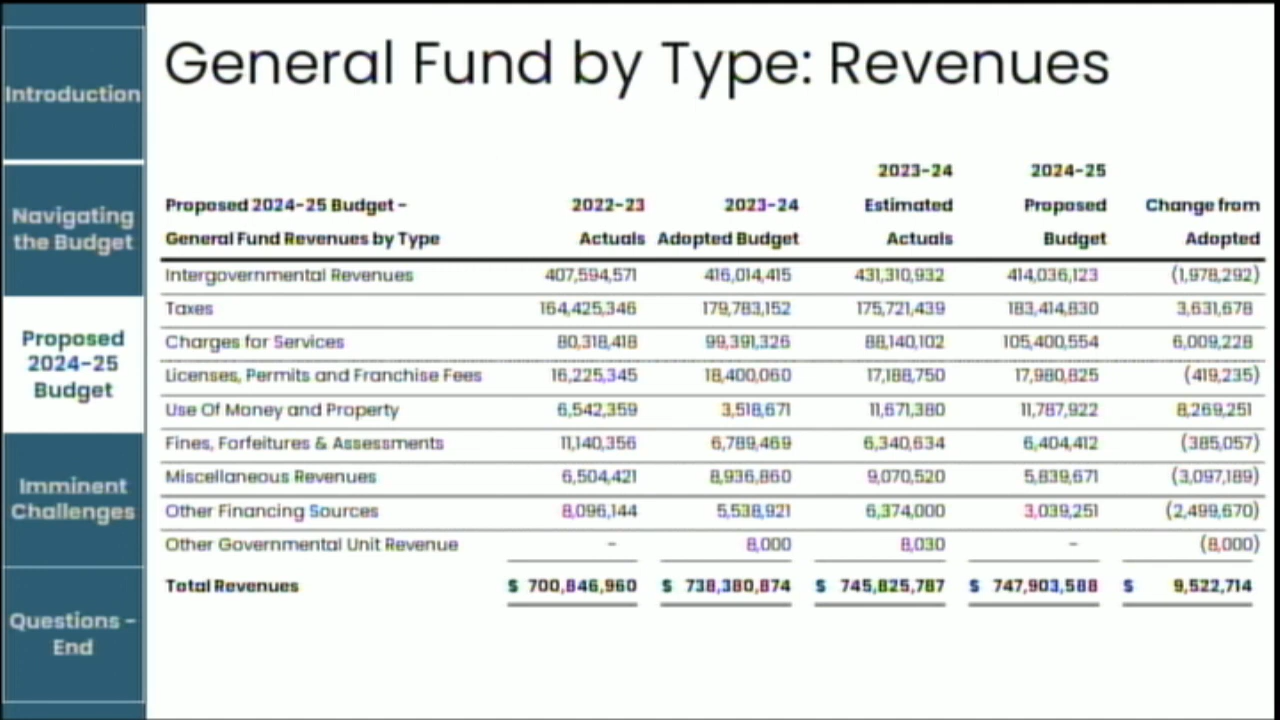 General Fund by Type: Revenues
Introduction
Navigating
the Budget
Proposed
2024-25
Budget
Imminent
Challenges
Questions -
End
2023-24 2024-25
Proposed 2024-25 Budget - 2022-23 2023-24 Estimated Proposed Change from
General Fund Revenues by Type Actuals Adopted Budget Actuals Budget Adopted
Intergovernmental Revenues 407,594,571 416,014,415 431,310,932 414,036,123 (1,978,292)
Taxes 164,425,346 179,783,152 175,721,439 183,414,830 3,631,678
Charges for Services 80,318,418 99,391,326 88,140,102 105,400,554 6,009,228
Licenses, Permits and Franchise Fees 16,225,345 18,400,060 17,188,750 17,980,825 (419,235)
Use Of Money and Property 6,542,359 3,518,671 11,671,380 11,787,922 8,269,251
Fines, Forfeitures & Assessments 11,140,356 6,789,469 6,340,634 6,404,412 (385,057)
Miscellaneous Revenues 6,504,421 8,936,860 9,070,520 5,839,671 (3,097,189)
Other Financing Sources 8,096,144 5,538,921 6,374,000 3,039,251 (2,499,670)
Other Governmental Unit Revenue - 8,000 8,030 - (8,000)
Total Revenues $ 700,846,960 $ 738,380,874 $ 745,825,787 $ 747,903,588 $ 9,522,714